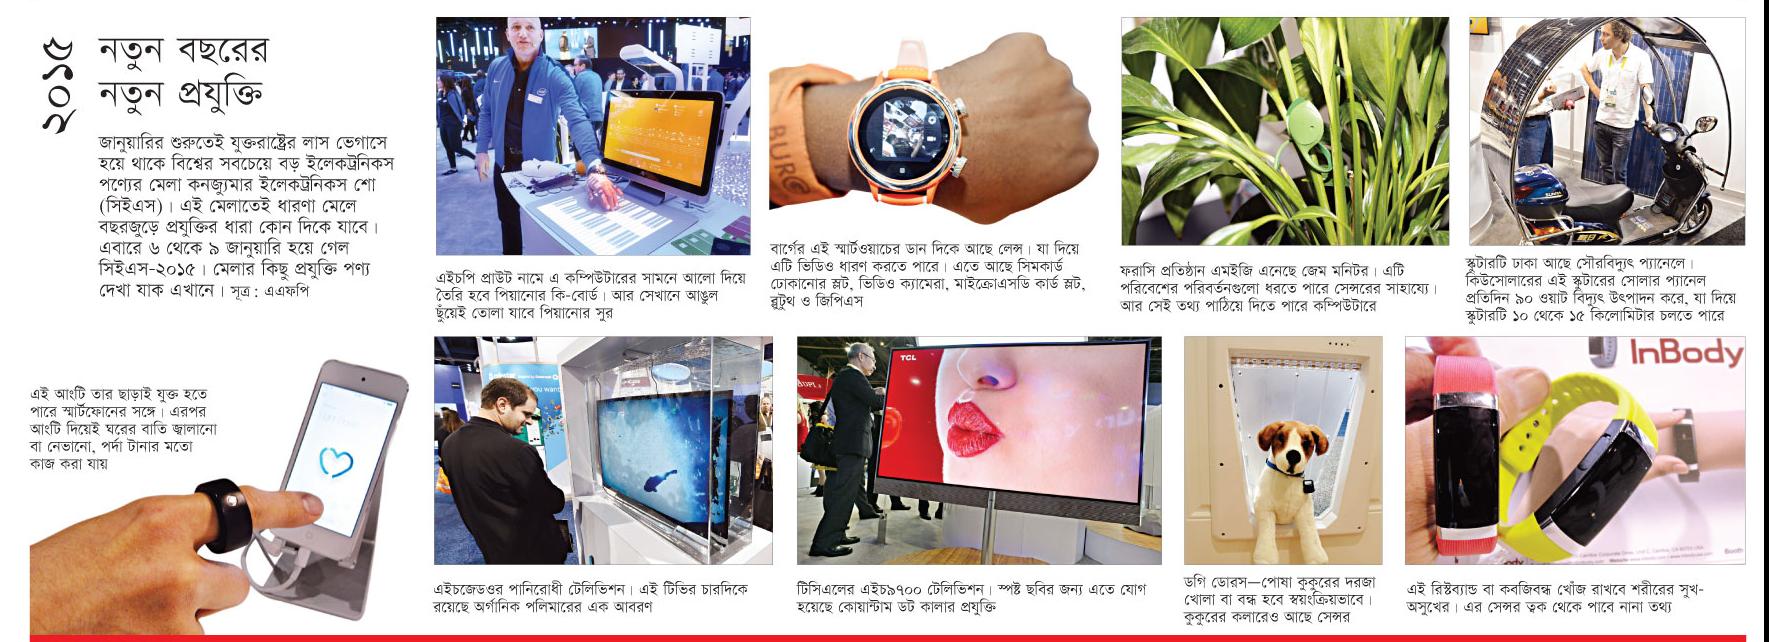 ২০১৫
নতুন বছরের
নতুন প্রযুক্তি
জানুয়ারির শুরুতেই যুক্তরাষ্ট্রের লাস ভেগাসে
হয়ে থাকে বিশ্বের সবচেয়ে বড় ইলেকট্রনিকস
পণ্যের মেলা কনজ্যুমার ইলেকট্রনিকস শো
(সিইএস)। এই মেলাতেই ধারণা মেলে
বছরজুড়ে প্রযুক্তির ধারা কোন দিকে যাবে।
এবারে ৬ থেকে ৯ জানুয়ারি হয়ে গেল
সিইএস-২০১৫। মেলার কিছু প্রযুক্তি পণ্য
দেখা যাক এখানে। সূত্র : এএফপি
এইচপি প্রাউট নামে এ কম্পিউটারের সামনে আলো দিয়ে
তৈরি হবে পিয়ানোর কি-বোর্ড। আর সেখানে আঙুল
ছুঁয়েই তোলা যাবে পিয়ানোর সুর
BURG
বার্গের এই স্মার্টওয়াচের ডান দিকে আছে লেন্স। যা দিয়ে
এটি ভিডিও ধারণ করতে পারে। এতে আছে সিমকার্ড
ঢোকানোর স্লট, ভিডিও ক্যামেরা, মাইক্রোএসডি কার্ড স্লট,
ব্লুটুথ ও জিপিএস
ফরাসি প্রতিষ্ঠান এমইজি এনেছে জেম মনিটর। এটি
পরিবেশের পরিবর্তনগুলো ধরতে পারে সেন্সরের সাহায্যে।
আর সেই তথ্য পাঠিয়ে দিতে পারে কম্পিউটারে
স্কুটারটি ঢাকা আছে সৌরবিদ্যুৎ প্যানেলে।
কিউসোলারের এই স্কুটারের সোলার প্যানেল
প্রতিদিন ৯০ ওয়াট বিদ্যুৎ উৎপাদন করে, যা দিয়ে
স্কুটারটি ১০ থেকে ১৫ কিলোমিটার চলতে পারে
এই আংটি তার ছাড়াই যুক্ত হতে
পারে স্মার্টফোনের সঙ্গে। এরপর
আংটি দিয়েই ঘরের বাতি জ্বালানো
বা নেভানো, পর্দা টানার মতো
কাজ করা যায়
এইচজেডওর পানিরোধী টেলিভিশন। এই টিভির চারদিকে
রয়েছে অর্গানিক পলিমারের এক আবরণ
TCL
টিসিএলের এইচ৯৭০০ টেলিভিশন। স্পষ্ট ছবির জন্য এতে যোগ
হয়েছে কোয়ান্টাম ডট কালার প্রযুক্তি
ডগি ডোরস—পোষা কুকুরের দরজা
খোলা বা বন্ধ হবে স্বয়ংক্রিয়ভাবে।
কুকুরের কলারেও আছে সেন্সর
InBody
এই রিস্টব্যান্ড বা কবজিবন্ধ খোঁজ রাখবে শরীরের সুখ-
অসুখের। এর সেন্সর ত্বক থেকে পাবে নানা তথ্য